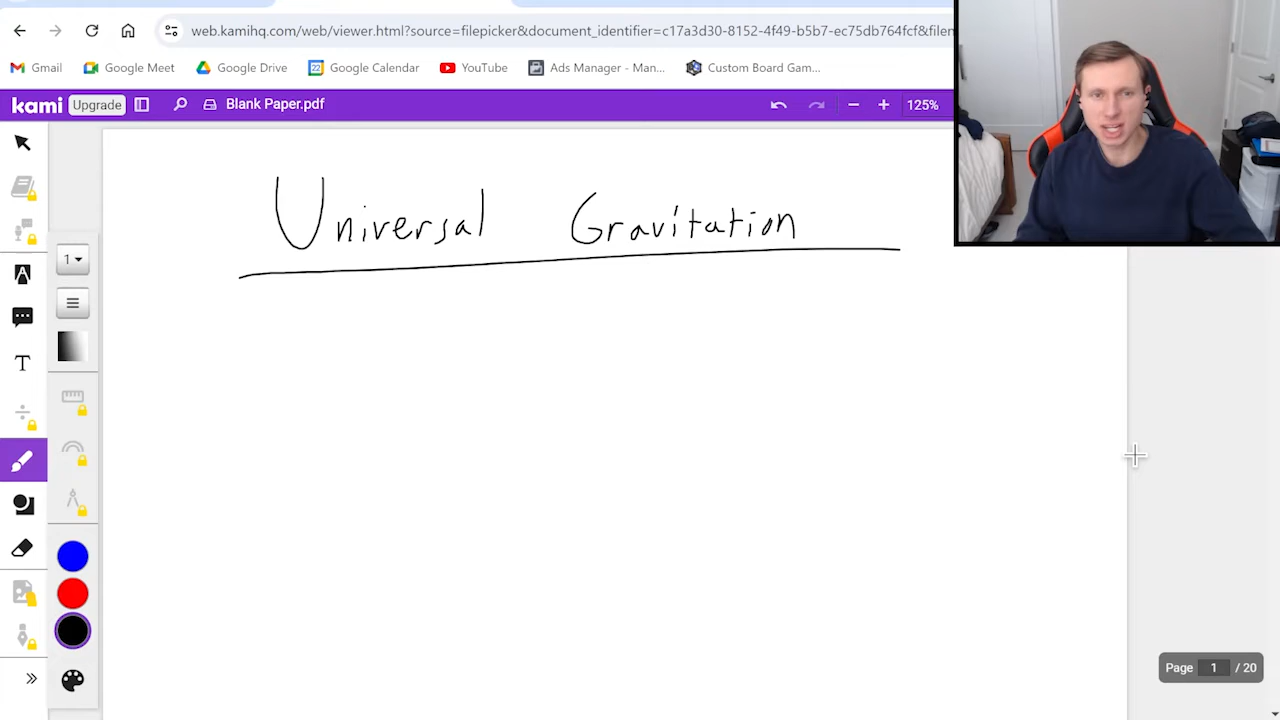 web.kamihq.com/web/viewer.html?source=filepicker&document_identifier=c17a3d30-8152-4f49-b5b7-ec75db764fcf&filen
Gmail Google Meet Google Drive 22 Google Calendar YouTube Ads Manager - Man... Custom Board Gam...
kami Upgrade Blank Paper.pdf 125%
Universal Gravitation
1
A
T
Page 1 / 20